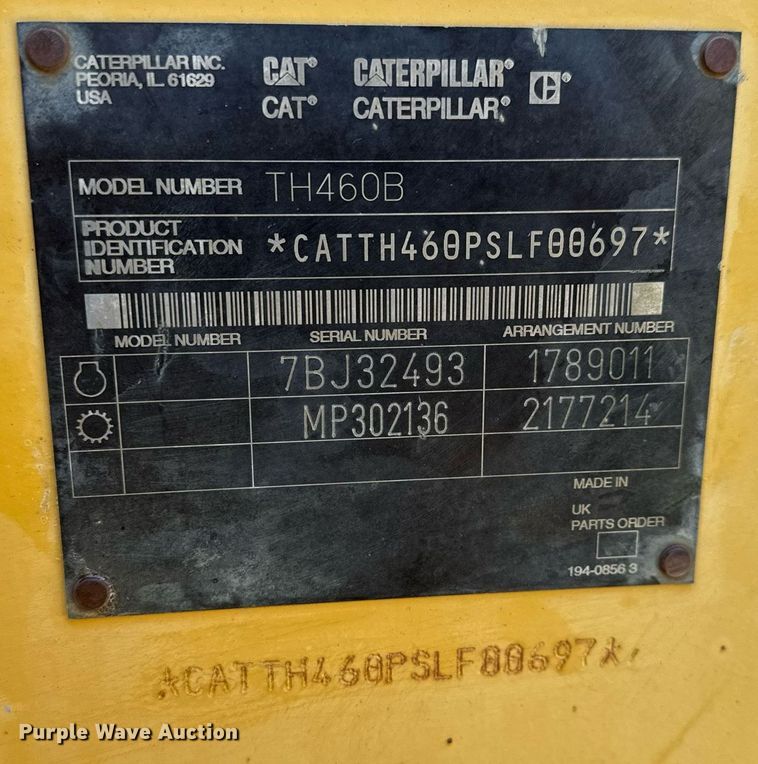 CATERPILLAR INC.
PEORIA, IL. 61629
USA
CAT® CATERPILLAR® ®
CAT® CATERPILLAR®
MODEL NUMBER TH460B
PRODUCT
IDENTIFICATION
NUMBER *CATTH460PSLF00697*
MODEL NUMBER SERIAL NUMBER ARRANGEMENT NUMBER
7BJ32493 1789011
MP302136 2177214
MADE IN
UK
PARTS ORDER
194-0856 3
*CATTH460PSLF00697*
Purple Wave Auction